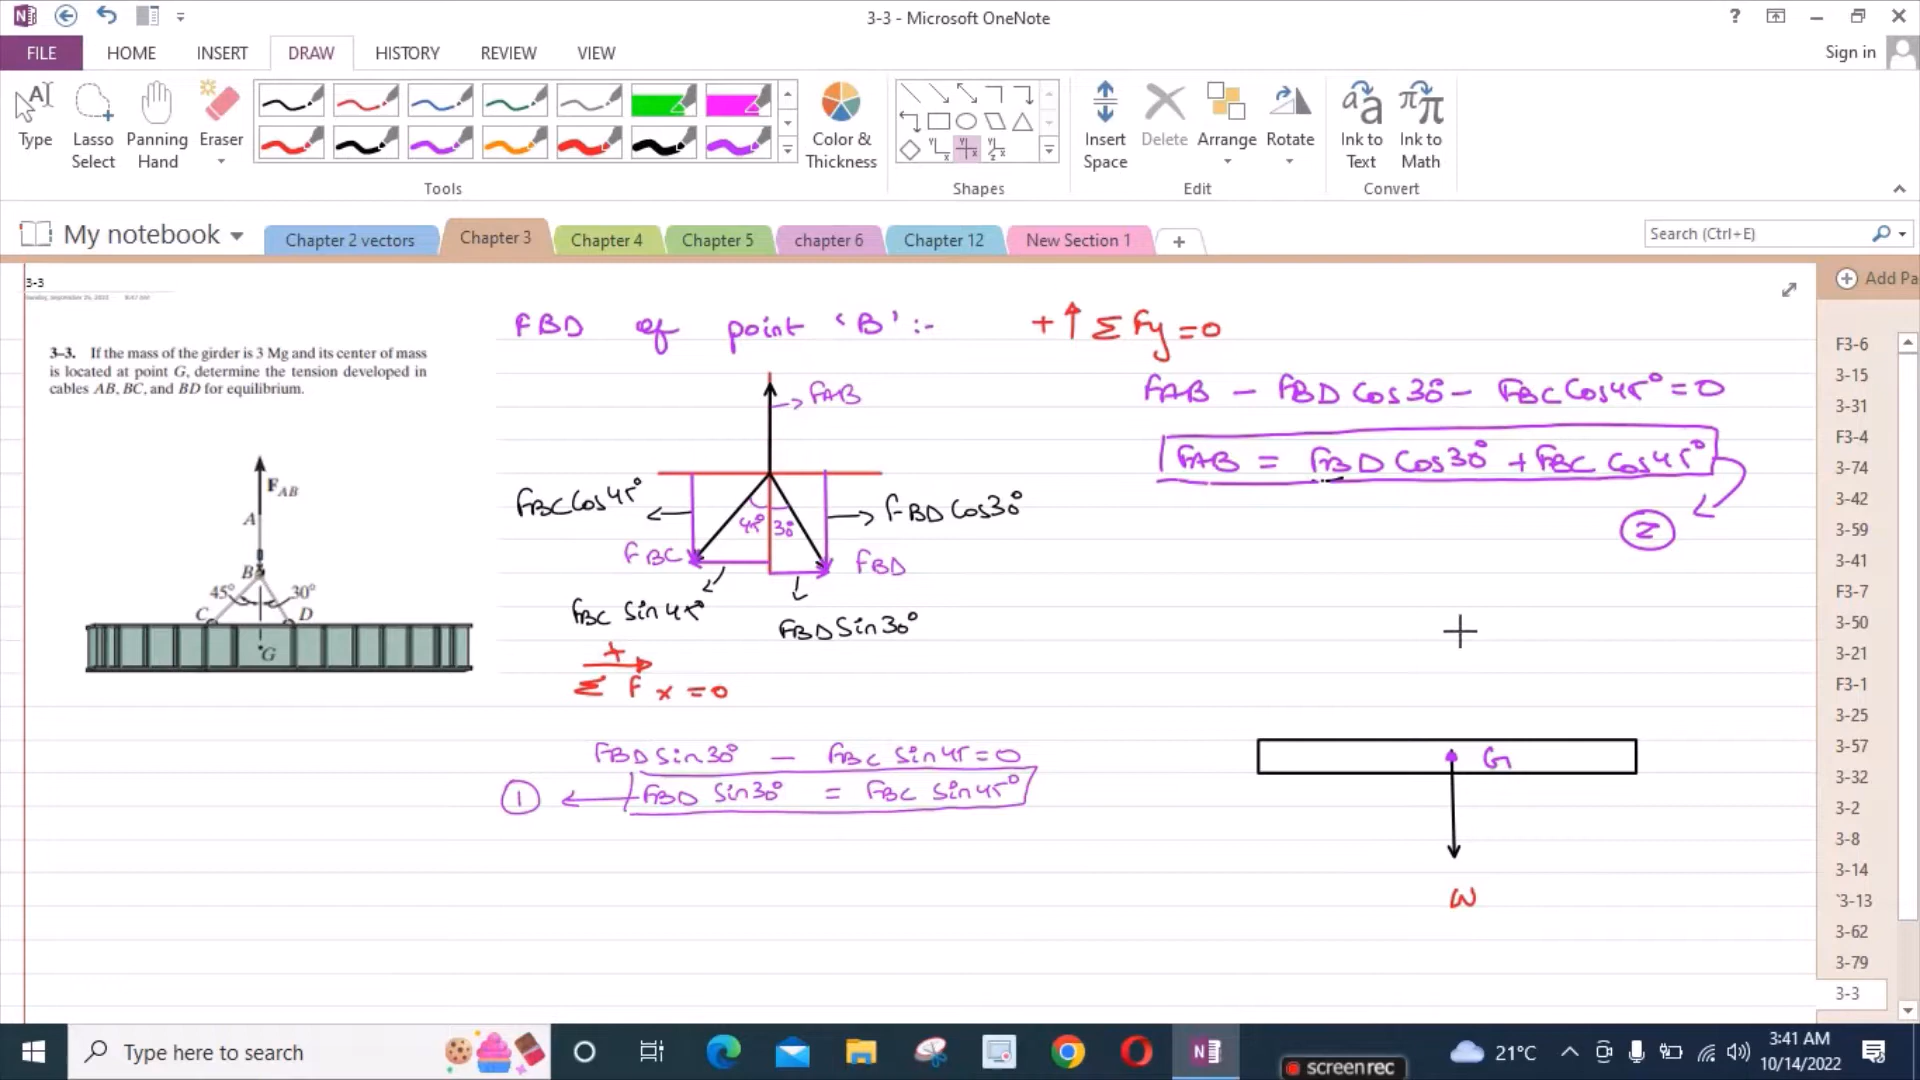 3-3 - Microsoft OneNote
?
FILE
HOME
INSERT
DRAW
HISTORY
REVIEW
VIEW
Sign in
Type
Lasso Select
Panning Hand
Eraser
Color & Thickness
Insert Space
Delete
Arrange
Rotate
Ink to Text
Ink to Math
Tools
Shapes
Edit
Convert
My notebook
Chapter 2 vectors
Chapter 3
Chapter 4
Chapter 5
chapter 6
Chapter 12
New Section 1
Search (Ctrl+E)
Add Pa
3-3
3–3. If the mass of the girder is 3 Mg and its center of mass
is located at point G, determine the tension developed in
cables AB, BC, and BD for equilibrium.
F AB
A
B
45° 30°
C D
G
FBD of point 'B' :-
FAB
FBC Cos45°
45° 30°
FBD Cos30°
FBC
FBD
FBC Sin45°
FBD Sin30°
+
Σ Fx = 0
FBD Sin30° - FBC Sin45 = 0
① FBD Sin30° = FBC Sin45°
+↑ Σ Fy = 0
FAB - FBD Cos30° - FBC Cos45° = 0
FAB = FBD Cos30° + FBC Cos45°
②
G
W
F3-6
3-15
3-31
F3-4
3-74
3-42
3-59
3-41
F3-7
3-50
3-21
F3-1
3-25
3-57
3-32
3-2
3-8
3-14
`3-13
3-62
3-79
3-3
Type here to search
screenrec
21°C
3:41 AM
10/14/2022